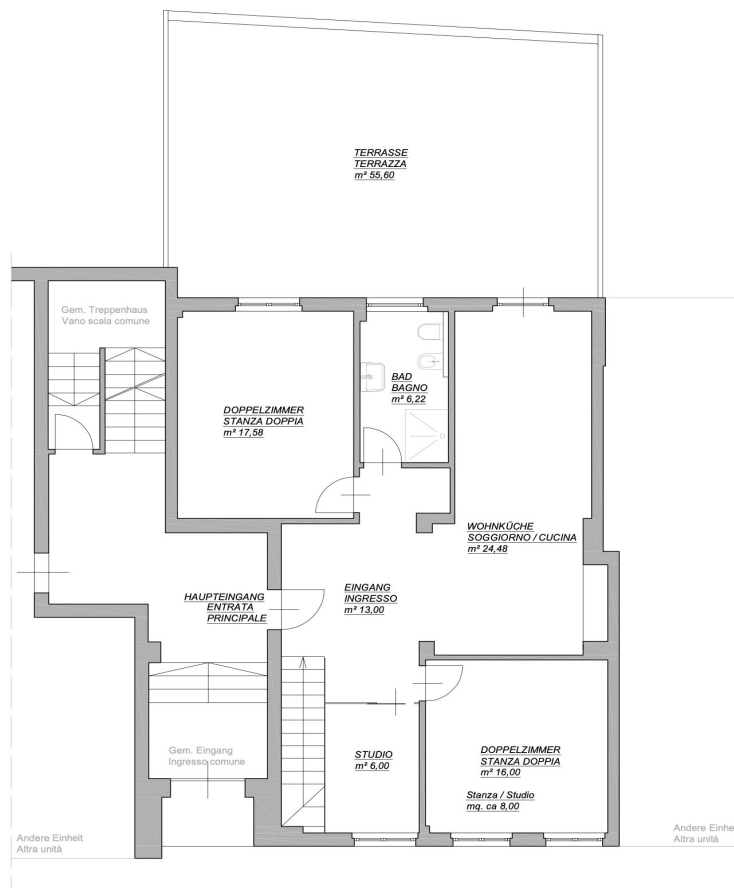 TERRASSE
TERRAZZA
m² 55,60
Gem. Treppenhaus
Vano scala comune
BAD
BAGNO
m² 6,22
DOPPELZIMMER
STANZA DOPPIA
m² 17,58
WOHNKÜCHE
SOGGIORNO / CUCINA
m² 24,48
EINGANG
INGRESSO
m² 13,00
HAUPTEINGANG
ENTRATA
PRINCIPALE
Gem. Eingang
Ingresso comune
STUDIO
m² 6,00
DOPPELZIMMER
STANZA DOPPIA
m² 16,00
Stanza / Studio
mq. ca 8,00
Andere Einheit
Altra unità
Andere Einhe
Altra unità